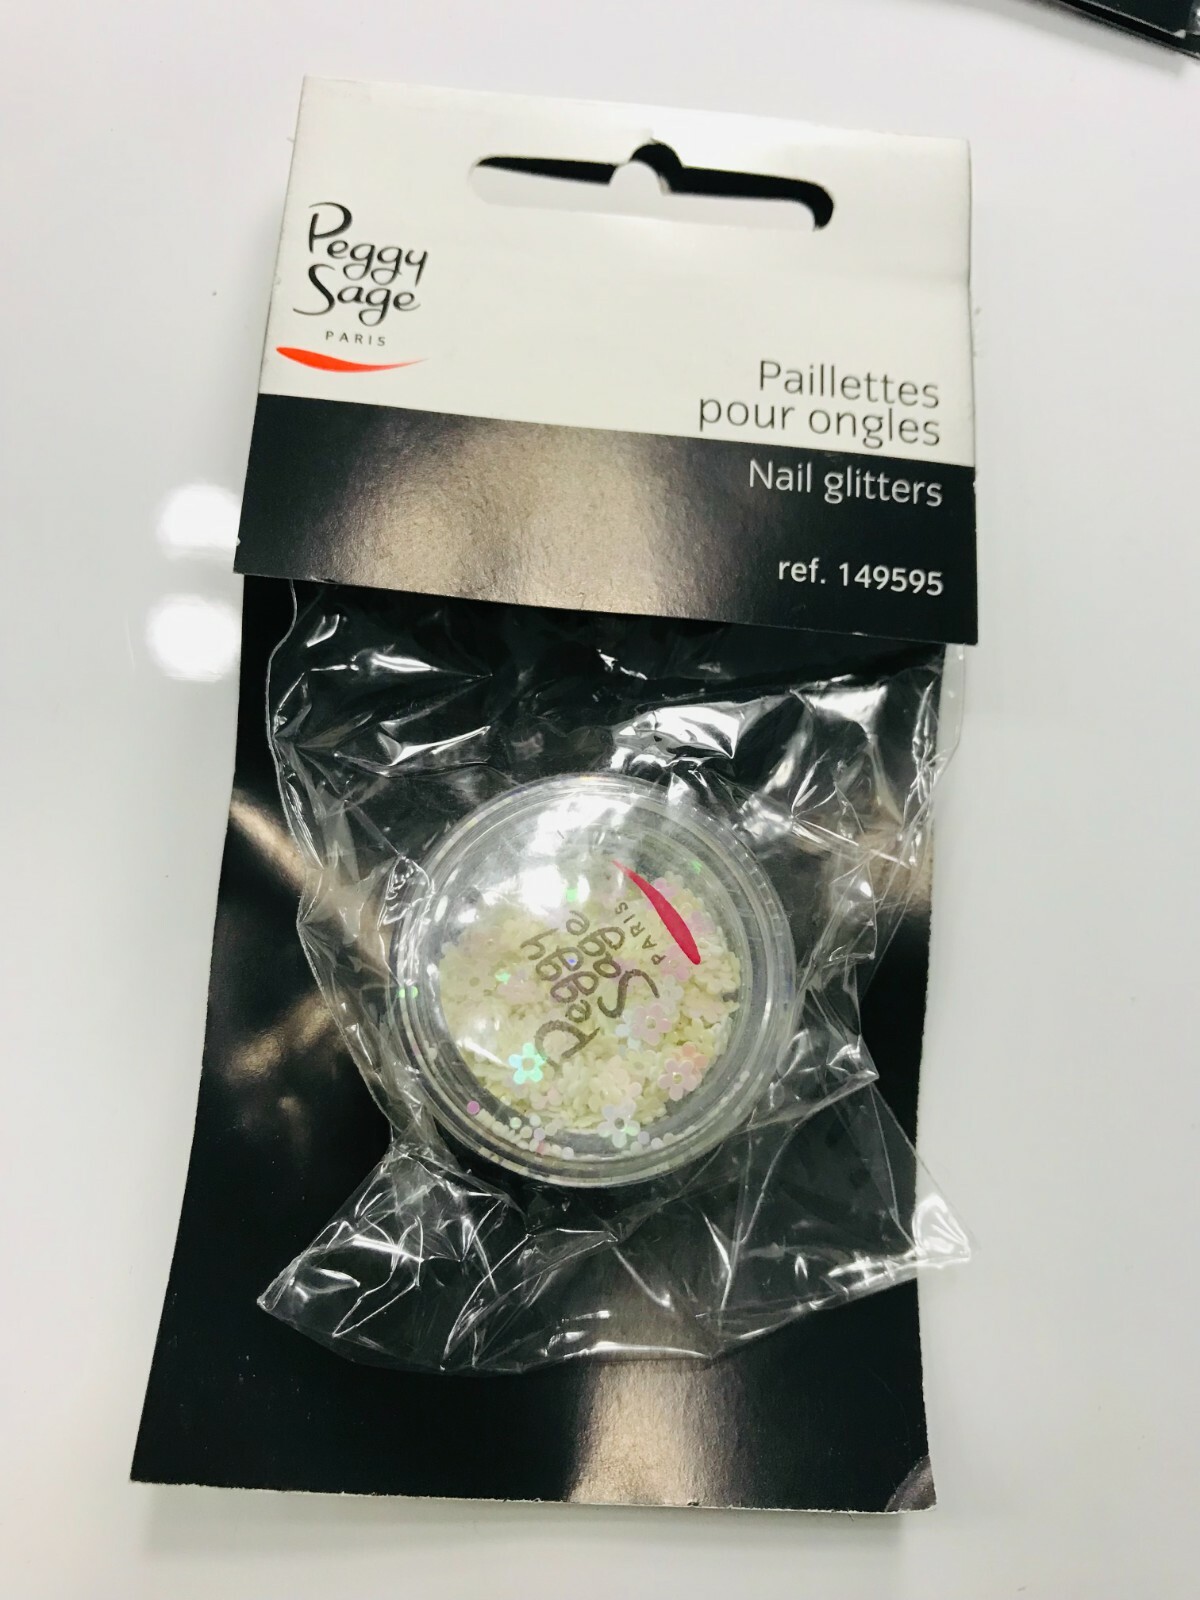 Peggy
Sage
PARIS
Paillettes
pour ongles
Nail glitters
ref. 149595
Peggy
Sage
PARIS